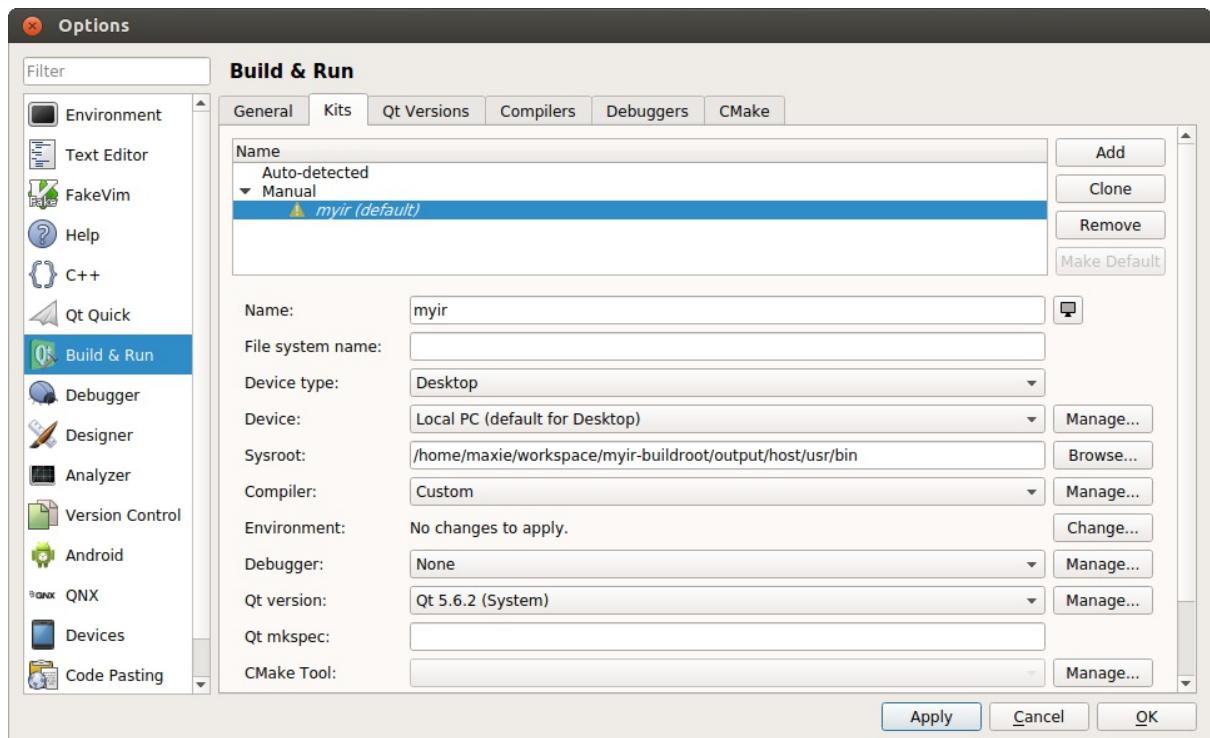 Options
Filter
Environment
Text Editor
FakeVim
Help
C++
Qt Quick
Build & Run
Debugger
Designer
Analyzer
Version Control
Android
QNX
Devices
Code Pasting
Build & Run
General Kits Qt Versions Compilers Debuggers CMake
Name
Auto-detected
Manual
myir (default)
Add
Clone
Remove
Make Default
Name: myir
File system name:
Device type: Desktop
Device: Local PC (default for Desktop) Manage...
Sysroot: /home/maxie/workspace/myir-buildroot/output/host/usr/bin Browse...
Compiler: Custom Manage...
Environment: No changes to apply. Change...
Debugger: None Manage...
Qt version: Qt 5.6.2 (System) Manage...
Qt mkspec:
CMake Tool: Manage...
Apply Cancel OK